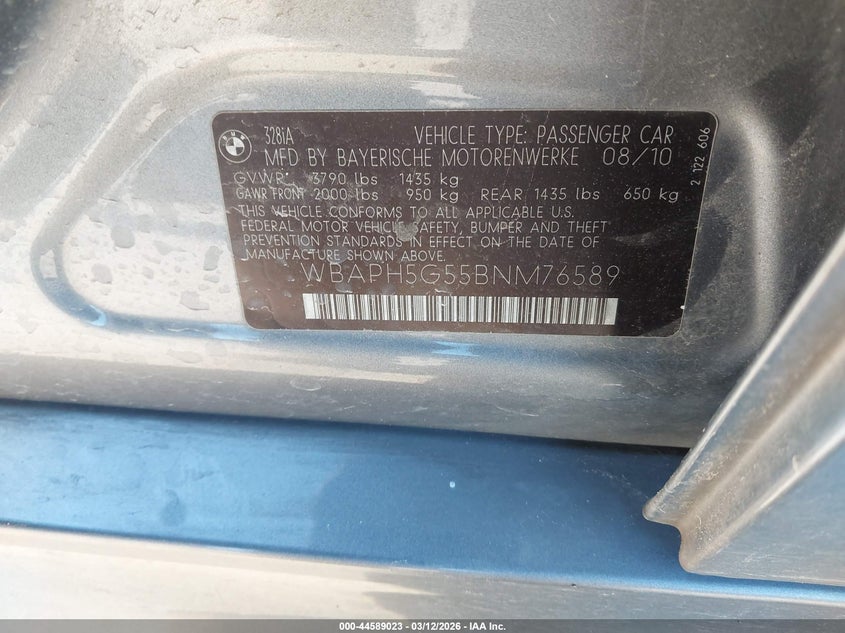 BMW
328iA VEHICLE TYPE: PASSENGER CAR
MFD BY BAYERISCHE MOTORENWERKE 08/10
GVWR: 3790 lbs 1435 kg
GAWR FRONT 2000 lbs 950 kg REAR 1435 lbs 650 kg
THIS VEHICLE CONFORMS TO ALL APPLICABLE U.S.
FEDERAL MOTOR VEHICLE SAFETY, BUMPER AND THEFT
PREVENTION STANDARDS IN EFFECT ON THE DATE OF
MANUFACTURE SHOWN ABOVE.
WBAPH5G55BNM76589
2 122 606
000-44589023 - 03/12/2026 - IAA Inc.